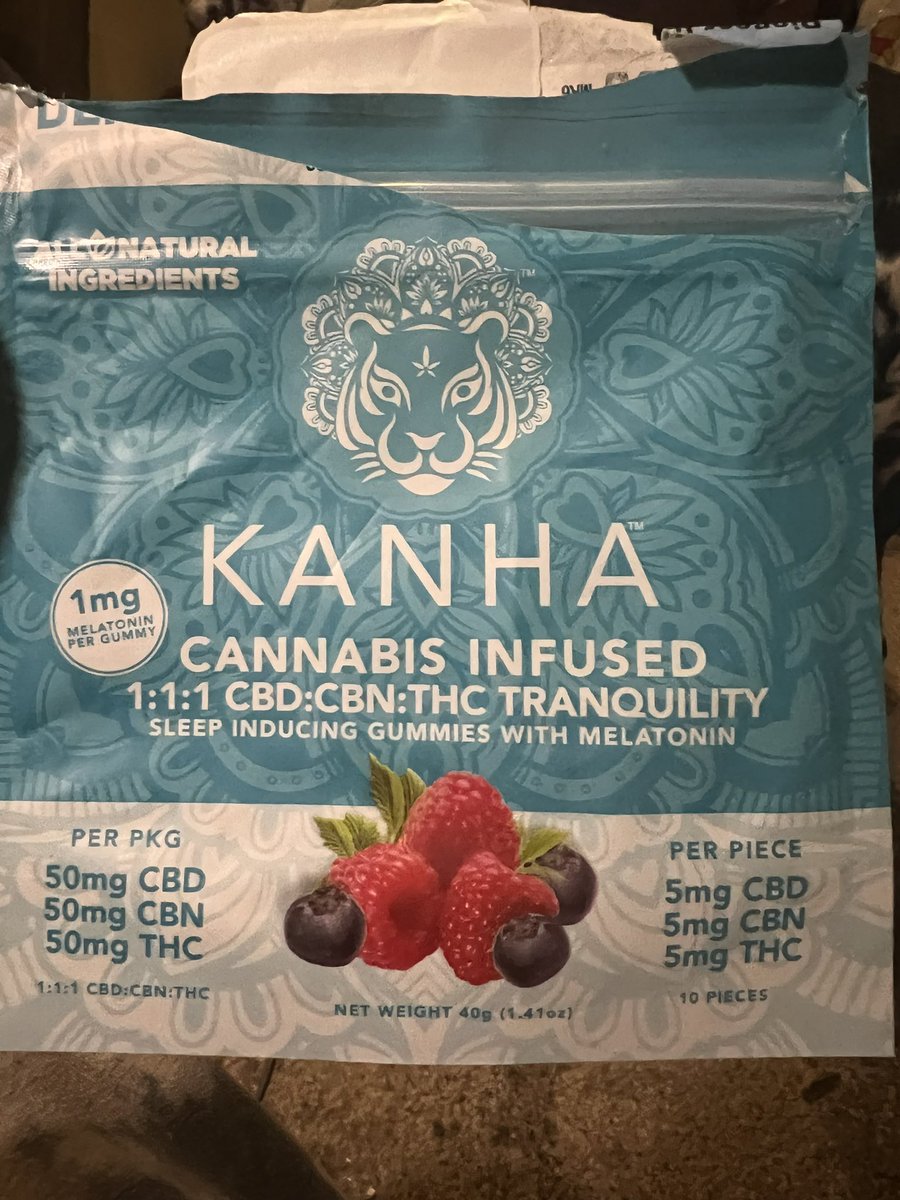 ALL NATURAL
INGREDIENTS
TM
KANHA™
1mg
MELATONIN
PER GUMMY
CANNABIS INFUSED
1:1:1 CBD:CBN:THC TRANQUILITY
SLEEP INDUCING GUMMIES WITH MELATONIN
PER PKG
50mg CBD
50mg CBN
50mg THC
1:1:1 CBD:CBN:THC
NET WEIGHT 40g (1.41oz)
PER PIECE
5mg CBD
5mg CBN
5mg THC
10 PIECES